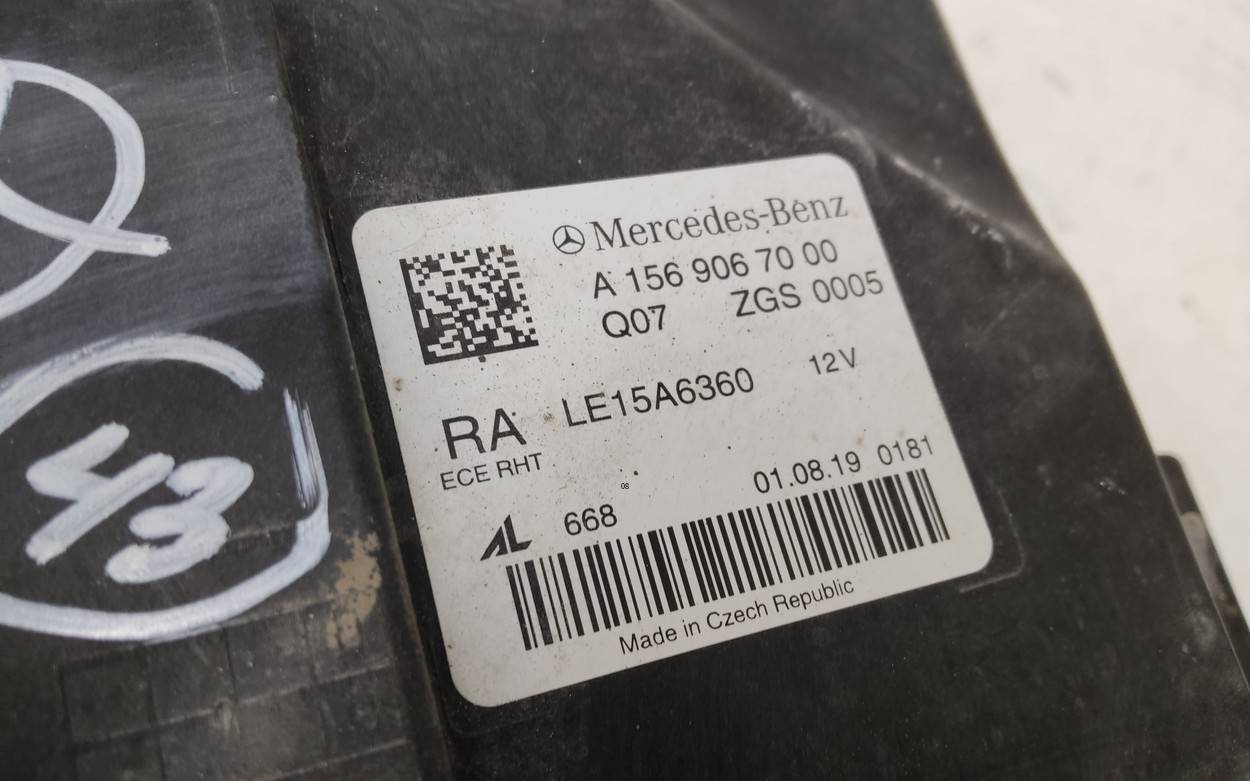 Mercedes-Benz
A 156 906 70 00
Q07 ZGS 0005
RA LE15A6360 12V
ECE RHT
08
01.08.19 0181
AL 668
Made in Czech Republic
43